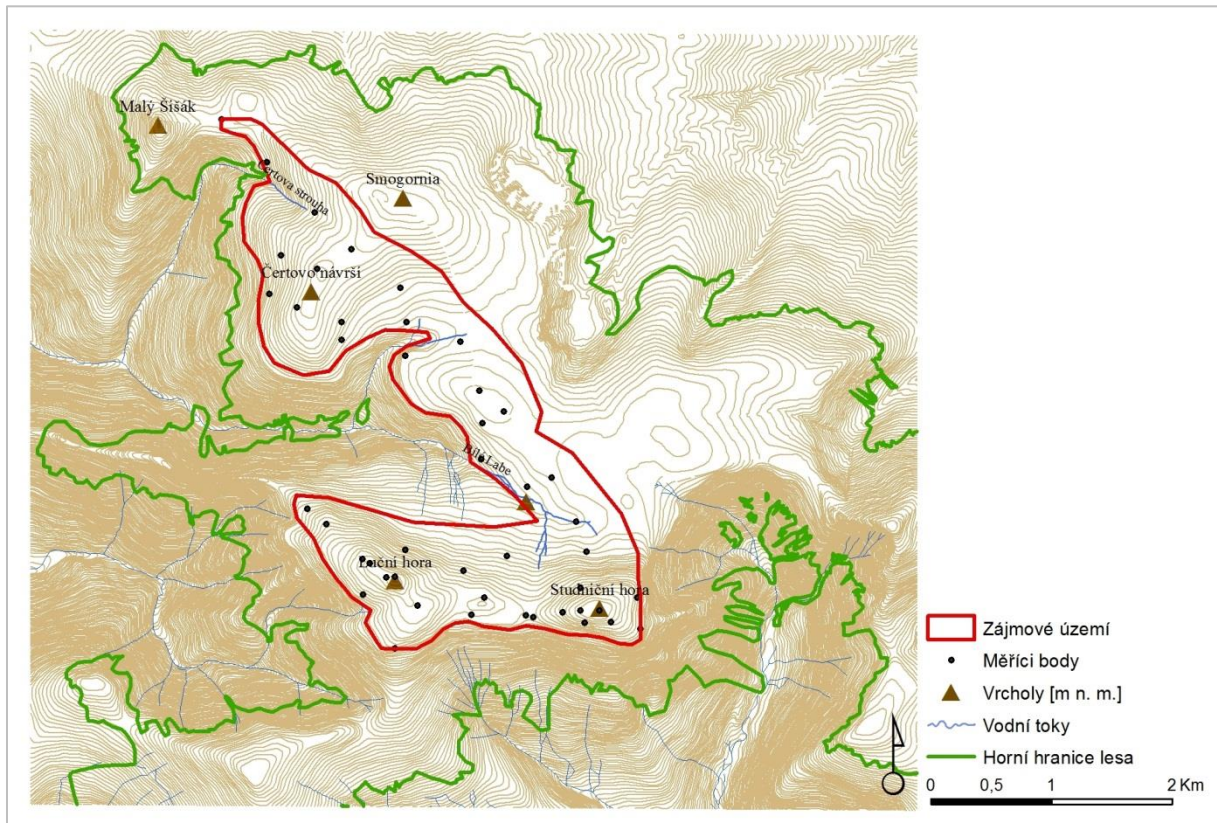 Malý Šišák
Čertova strouha
Smogornia
Čertovo návrší
Bílé Labe
Luční hora
Studniční hora
Zájmové území
Měříci body
Vrcholy [m n. m.]
Vodní toky
Horní hranice lesa
0 0,5 1 2 Km